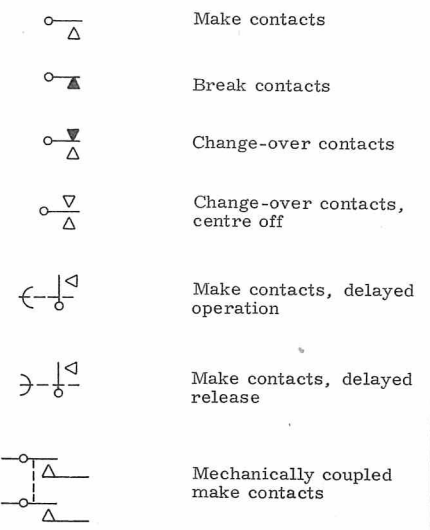 Make contacts
Break contacts
Change-over contacts
Change-over contacts,
centre off
Make contacts, delayed
operation
Make contacts, delayed
release
Mechanically coupled
make contacts